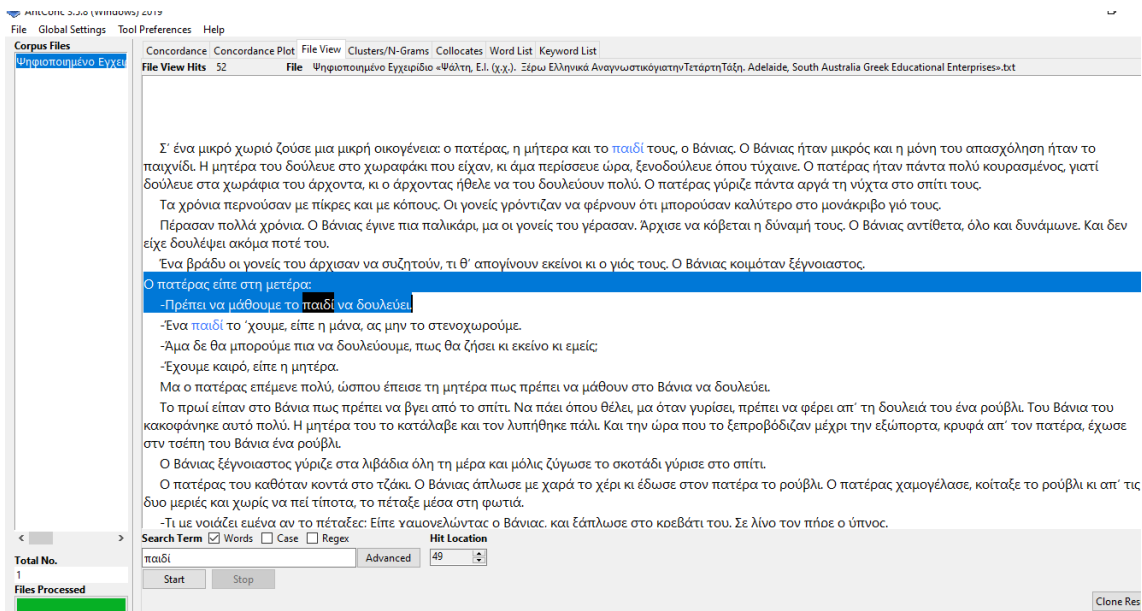 AntConc 3.5.8 (Windows) 2019
File Global Settings Tool Preferences Help
Corpus Files
Ψηφιοποιημένο Εγχει
Concordance Concordance Plot File View Clusters/N-Grams Collocates Word List Keyword List
File View Hits 52 File Ψηφιοποιημένο Εγχειρίδιο «Ψάλτη, Ε.Ι. (χ.χ.). Ξέρω Ελληνικά ΑναγνωστικόγιατηνΤετάρτηΤάξη. Adelaide, South Australia Greek Educational Enterprises».txt
Σ' ένα μικρό χωριό ζούσε μια μικρή οικογένεια: ο πατέρας, η μήτερα και το παιδί τους, ο Βάνιας. Ο Βάνιας ήταν μικρός και η μόνη του απασχόληση ήταν το
παιχνίδι. Η μητέρα του δούλευε στο χωραφάκι που είχαν, κι άμα περίσσευε ώρα, ξενοδούλευε όπου τύχαινε. Ο πατέρας ήταν πάντα πολύ κουρασμένος, γιατί
δούλευε στα χωράφια του άρχοντα, κι ο άρχοντας ήθελε να του δουλεύουν πολύ. Ο πατέρας γύριζε πάντα αργά τη νύχτα στο σπίτι τους.
Τα χρόνια περνούσαν με πίκρες και με κόπους. Οι γονείς γρόντιζαν να φέρνουν ότι μπορούσαν καλύτερο στο μονάκριβο γιό τους.
Πέρασαν πολλά χρόνια. Ο Βάνιας έγινε πια παλικάρι, μα οι γονείς του γέρασαν. Άρχισε να κόβεται η δύναμή τους. Ο Βάνιας αντίθετα, όλο και δυνάμωνε. Και δεν
είχε δουλέψει ακόμα ποτέ του.
Ένα βράδυ οι γονείς του άρχισαν να συζητούν, τι θ' απογίνουν εκείνοι κι ο γιός τους. Ο Βάνιας κοιμόταν ξέγνοιαστος.
Ο πατέρας είπε στη μετέρα:
-Πρέπει να μάθουμε το παιδί να δουλεύει.
-Ένα παιδί το 'χουμε, είπε η μάνα, ας μην το στενοχωρούμε.
-Άμα δε θα μπορούμε πια να δουλεύουμε, πως θα ζήσει κι εκείνο κι εμείς;
-Έχουμε καιρό, είπε η μητέρα.
Μα ο πατέρας επέμενε πολύ, ώσπου έπεισε τη μητέρα πως πρέπει να μάθουν στο Βάνια να δουλεύει.
Το πρωί είπαν στο Βάνια πως πρέπει να βγει από το σπίτι. Να πάει όπου θέλει, μα όταν γυρίσει, πρέπει να φέρει απ' τη δουλειά του ένα ρούβλι. Του Βάνια του
κακοφάνηκε αυτό πολύ. Η μητέρα του το κατάλαβε και τον λυπήθηκε πάλι. Και την ώρα που το ξεπροβόδιζαν μέχρι την εξώπορτα, κρυφά απ' τον πατέρα, έχωσε
στν τσέπη του Βάνια ένα ρούβλι.
Ο Βάνιας ξέγνοιαστος γύριζε στα λιβάδια όλη τη μέρα και μόλις ζύγωσε το σκοτάδι γύρισε στο σπίτι.
Ο πατέρας του καθόταν κοντά στο τζάκι. Ο Βάνιας άπλωσε με χαρά το χέρι κι έδωσε στον πατέρα το ρούβλι. Ο πατέρας χαμογέλασε, κοίταξε το ρούβλι κι απ' τις
δυο μεριές και χωρίς να πεί τίποτα, το πέταξε μέσα στη φωτιά.
-Τι με νοιάζει εμένα αν το πέταξες; Είπε χαμογελώντας ο Βάνιας, και ξάπλωσε στο κρεβάτι του. Σε λίνο τον πήρε ο ύπνος.
Search Term Words Case Regex Hit Location
παιδί Advanced 49
Start Stop
Total No.
1
Files Processed
Clone Res